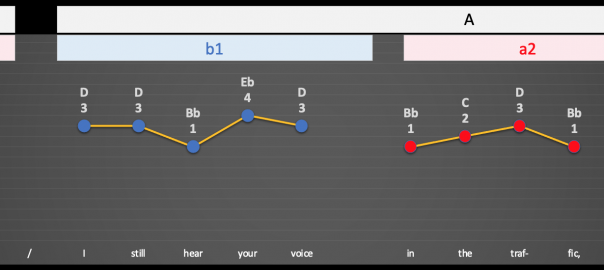 A
b1 a2
D D Bb Eb D Bb C D Bb
3 3 1 4 3 1 2 3 1
/ I still hear your voice in the traf- fic,